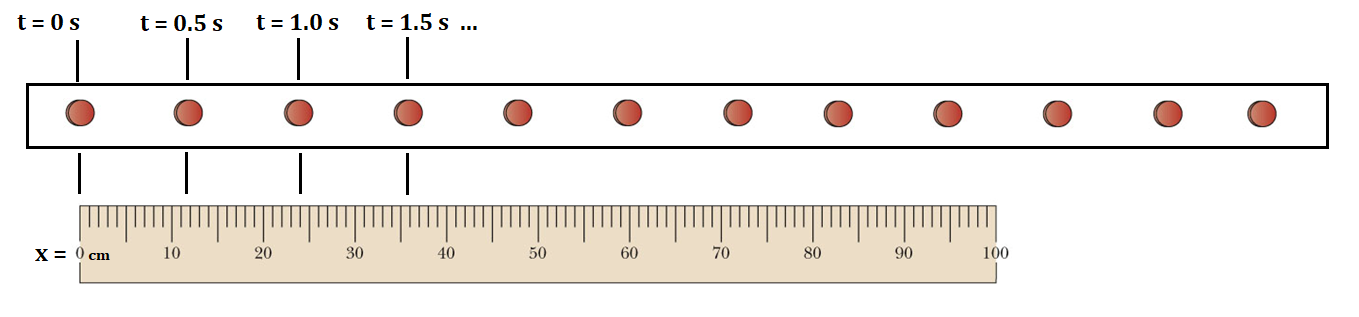 t = 0 s
t = 0.5 s
t = 1.0 s
t = 1.5 s ...
x = 0 cm 10 20 30 40 50 60 70 80 90 100